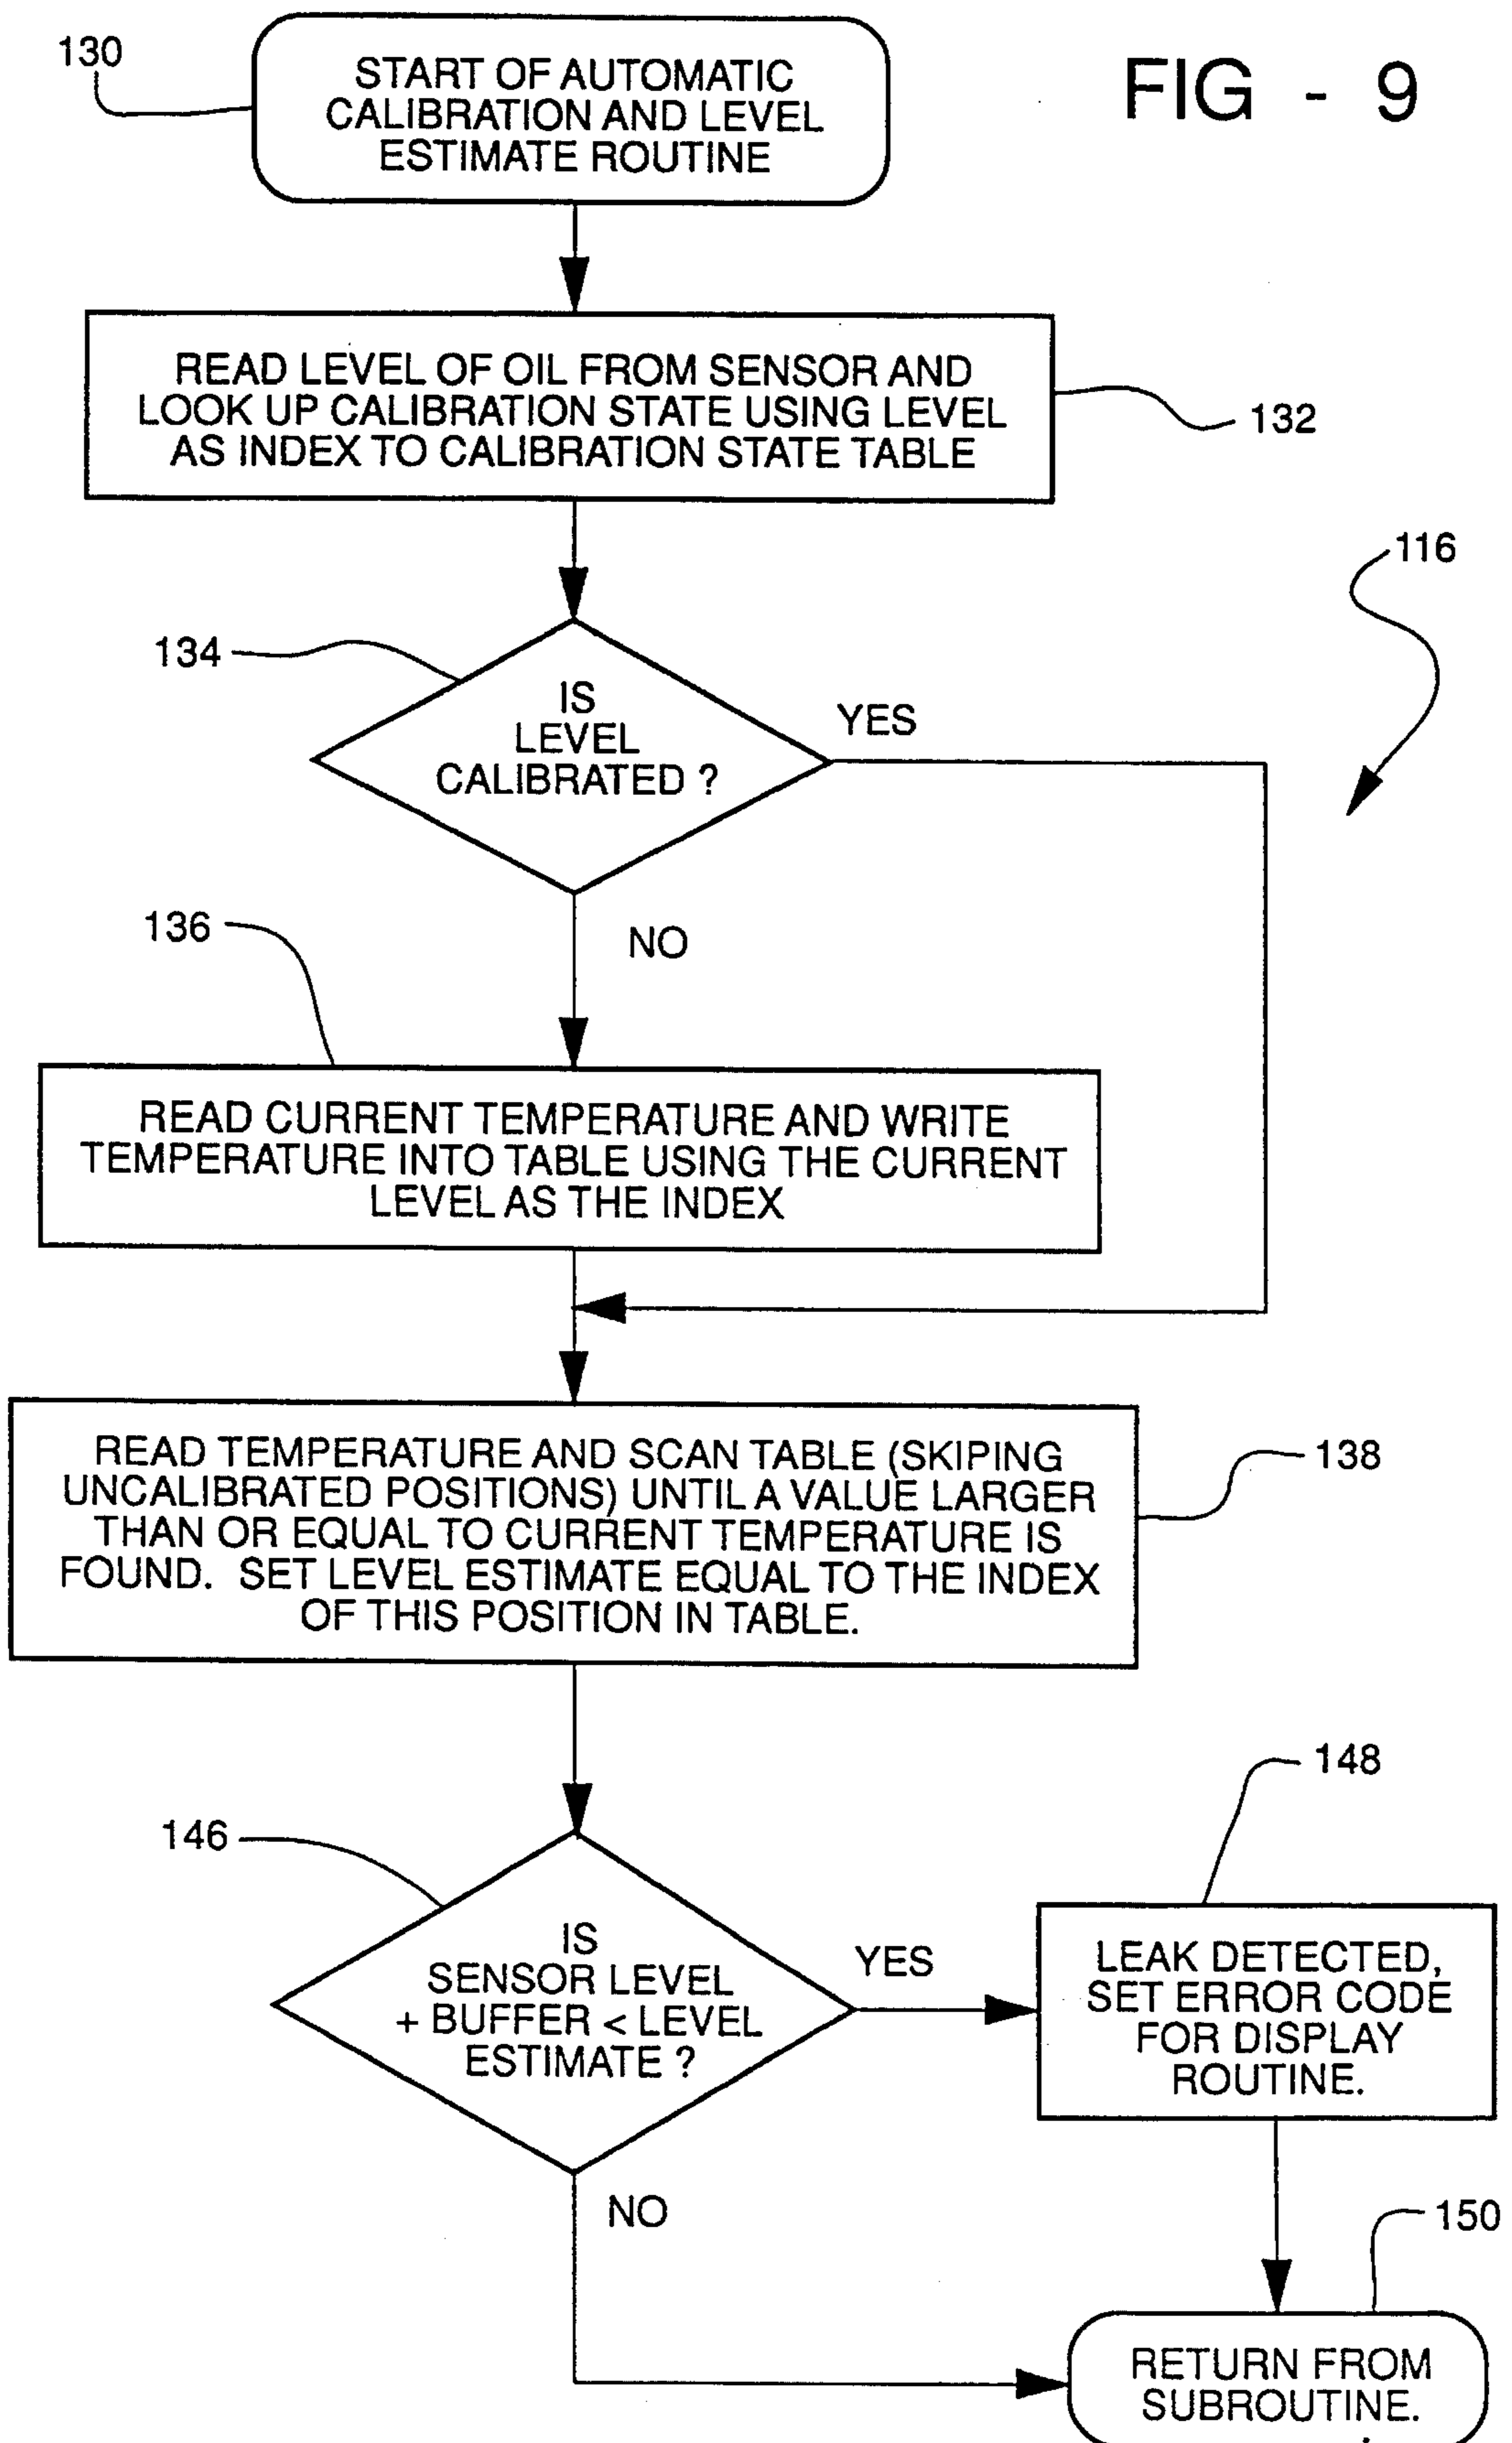 130
START OF AUTOMATIC
CALIBRATION AND LEVEL
ESTIMATE ROUTINE
FIG - 9
READ LEVEL OF OIL FROM SENSOR AND
LOOK UP CALIBRATION STATE USING LEVEL
AS INDEX TO CALIBRATION STATE TABLE
132
116
134
IS
LEVEL
CALIBRATED ?
YES
NO
136
READ CURRENT TEMPERATURE AND WRITE
TEMPERATURE INTO TABLE USING THE CURRENT
LEVEL AS THE INDEX
READ TEMPERATURE AND SCAN TABLE (SKIPING
UNCALIBRATED POSITIONS) UNTIL A VALUE LARGER
THAN OR EQUAL TO CURRENT TEMPERATURE IS
FOUND. SET LEVEL ESTIMATE EQUAL TO THE INDEX
OF THIS POSITION IN TABLE.
138
146
IS
SENSOR LEVEL
+ BUFFER < LEVEL
ESTIMATE ?
YES
NO
148
LEAK DETECTED,
SET ERROR CODE
FOR DISPLAY
ROUTINE.
150
RETURN FROM
SUBROUTINE.